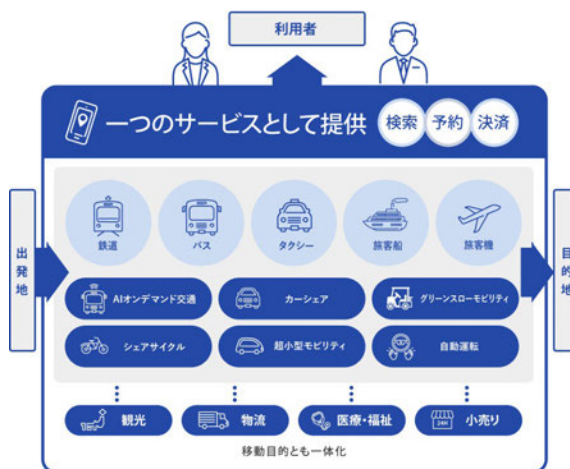 利用者
一つのサービスとして提供
検索
予約
決済
出発地
目的地
鉄道
バス
タクシー
旅客船
旅客機
AIオンデマンド交通
カーシェア
グリーンスローモビリティ
シェアサイクル
超小型モビリティ
自動運転
観光
物流
医療・福祉
24H
小売り
移動目的とも一体化